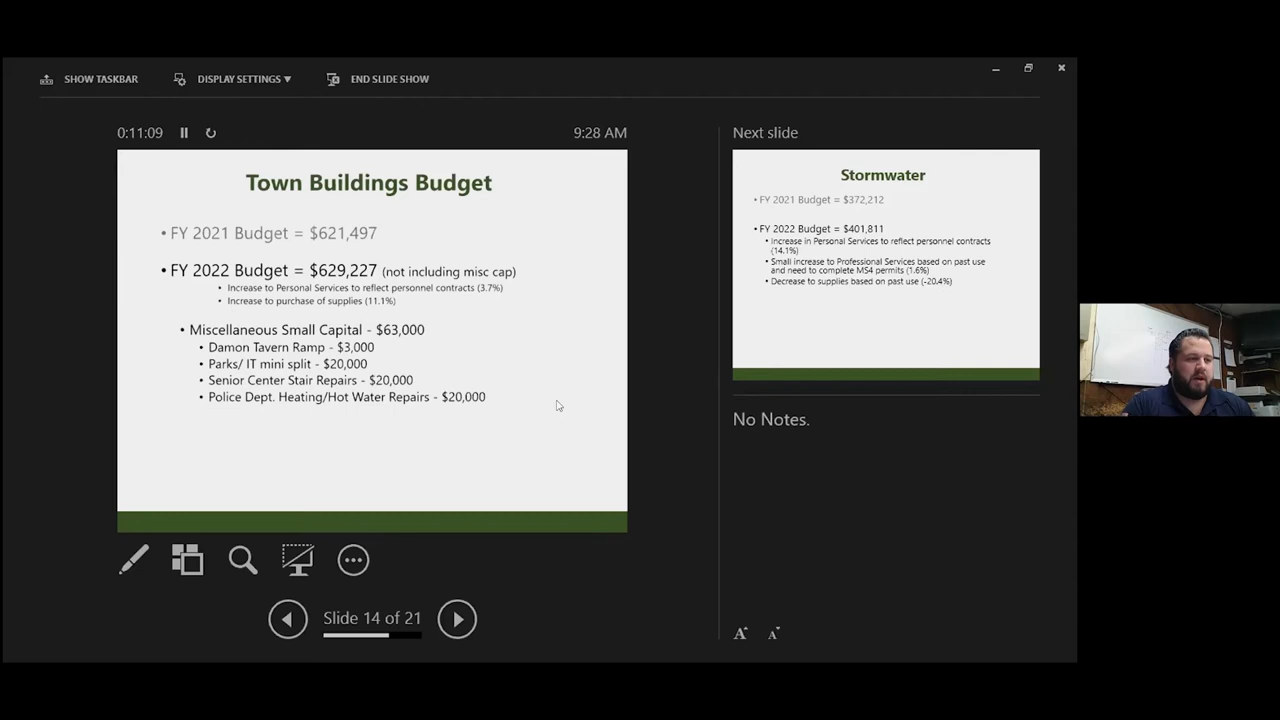 SHOW TASKBAR
DISPLAY SETTINGS ▼
END SLIDE SHOW
0:11:09
9:28 AM
Town Buildings Budget
• FY 2021 Budget = $621,497
• FY 2022 Budget = $629,227 (not including misc cap)
• Increase to Personal Services to reflect personnel contracts (3.7%)
• Increase to purchase of supplies (11.1%)
• Miscellaneous Small Capital - $63,000
• Damon Tavern Ramp - $3,000
• Parks/ IT mini split - $20,000
• Senior Center Stair Repairs - $20,000
• Police Dept. Heating/Hot Water Repairs - $20,000
Slide 14 of 21
Next slide
Stormwater
• FY 2021 Budget = $372,212
• FY 2022 Budget = $401,811
• Increase in Personal Services to reflect personnel contracts
(14.1%)
• Small increase to Professional Services based on past use
and need to complete MS4 permits (1.6%)
• Decrease to supplies based on past use (-20.4%)
No Notes.
A A